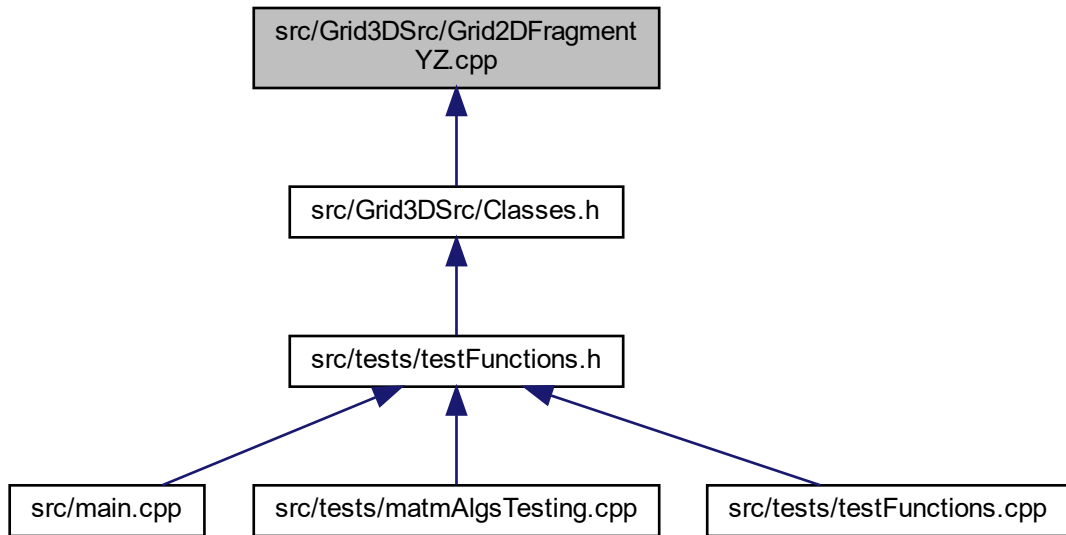 src/Grid3DSrc/Grid2DFragment
YZ.cpp
src/Grid3DSrc/Classes.h
src/tests/testFunctions.h
src/main.cpp
src/tests/matmAlgsTesting.cpp
src/tests/testFunctions.cpp